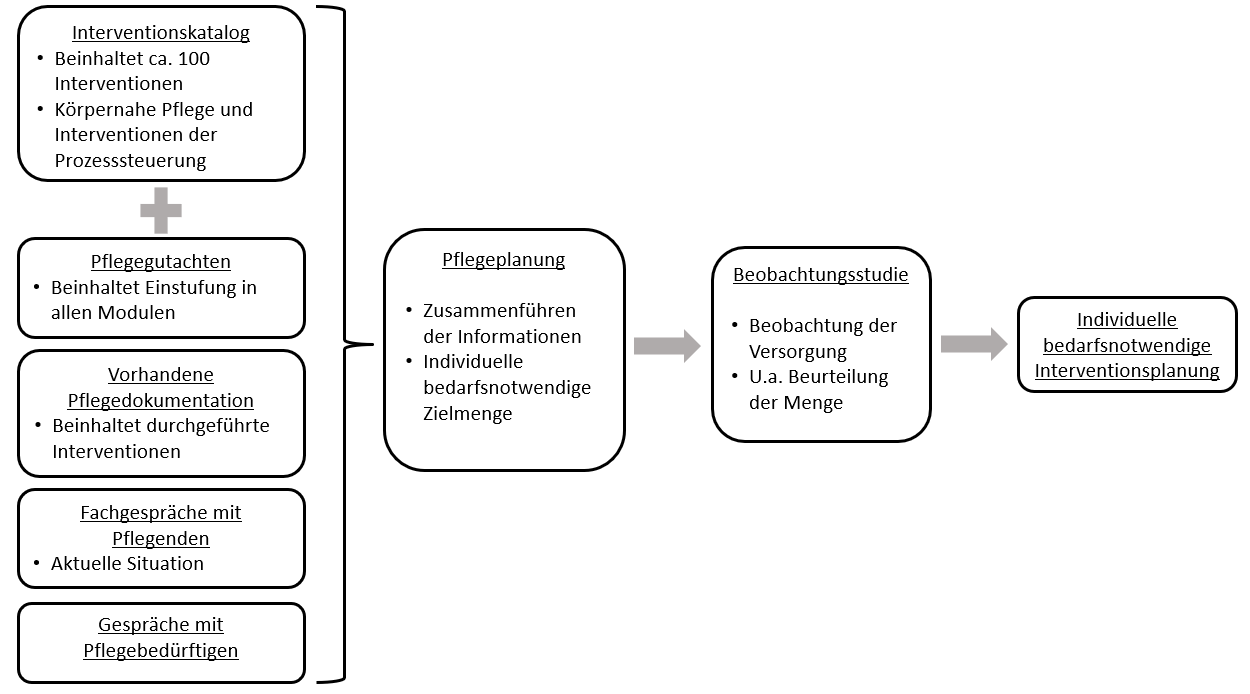 Interventionskatalog
• Beinhaltet ca. 100
Interventionen
• Körpernahe Pflege und
Interventionen der
Prozesssteuerung
Pflegegutachten
• Beinhaltet Einstufung in
allen Modulen
Vorhandene
Pflegedokumentation
• Beinhaltet durchgeführte
Interventionen
Fachgespräche mit
Pflegenden
• Aktuelle Situation
Gespräche mit
Pflegebedürftigen
Pflegeplanung
• Zusammenführen
der Informationen
• Individuelle
bedarfsnotwendige
Zielmenge
Beobachtungsstudie
• Beobachtung der
Versorgung
• U.a. Beurteilung
der Menge
Individuelle
bedarfsnotwendige
Interventionsplanung